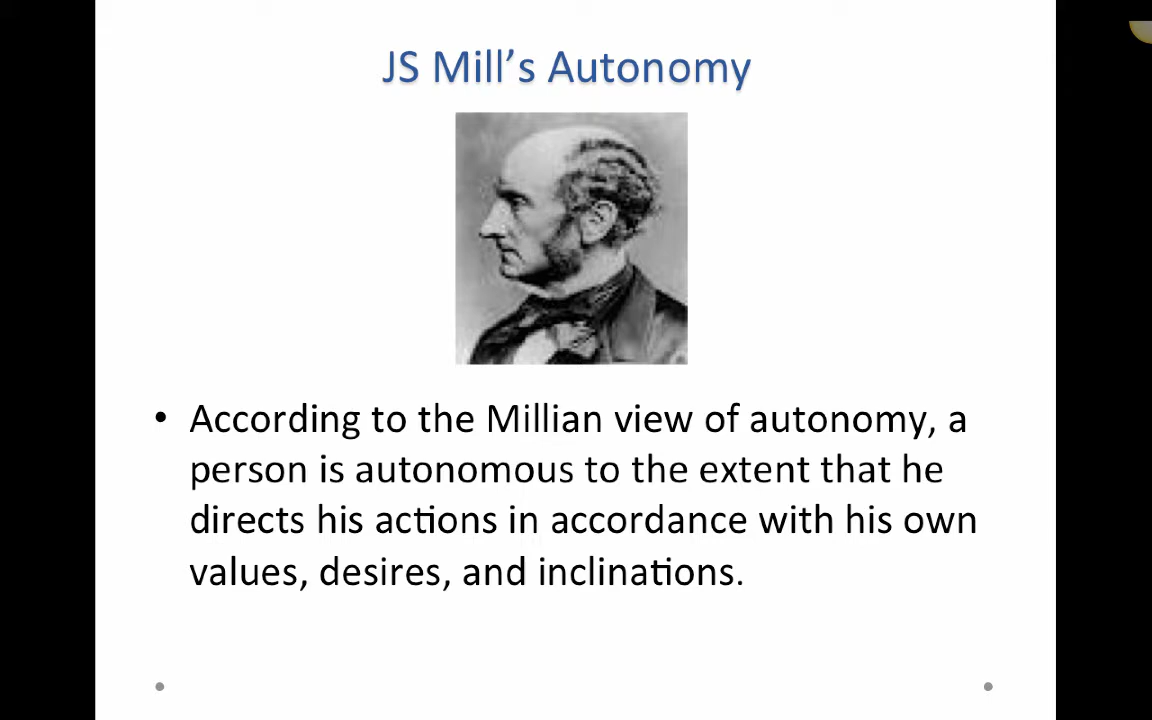 JS Mill’s Autonomy
• According to the Millian view of autonomy, a
person is autonomous to the extent that he
directs his actions in accordance with his own
values, desires, and inclinations.